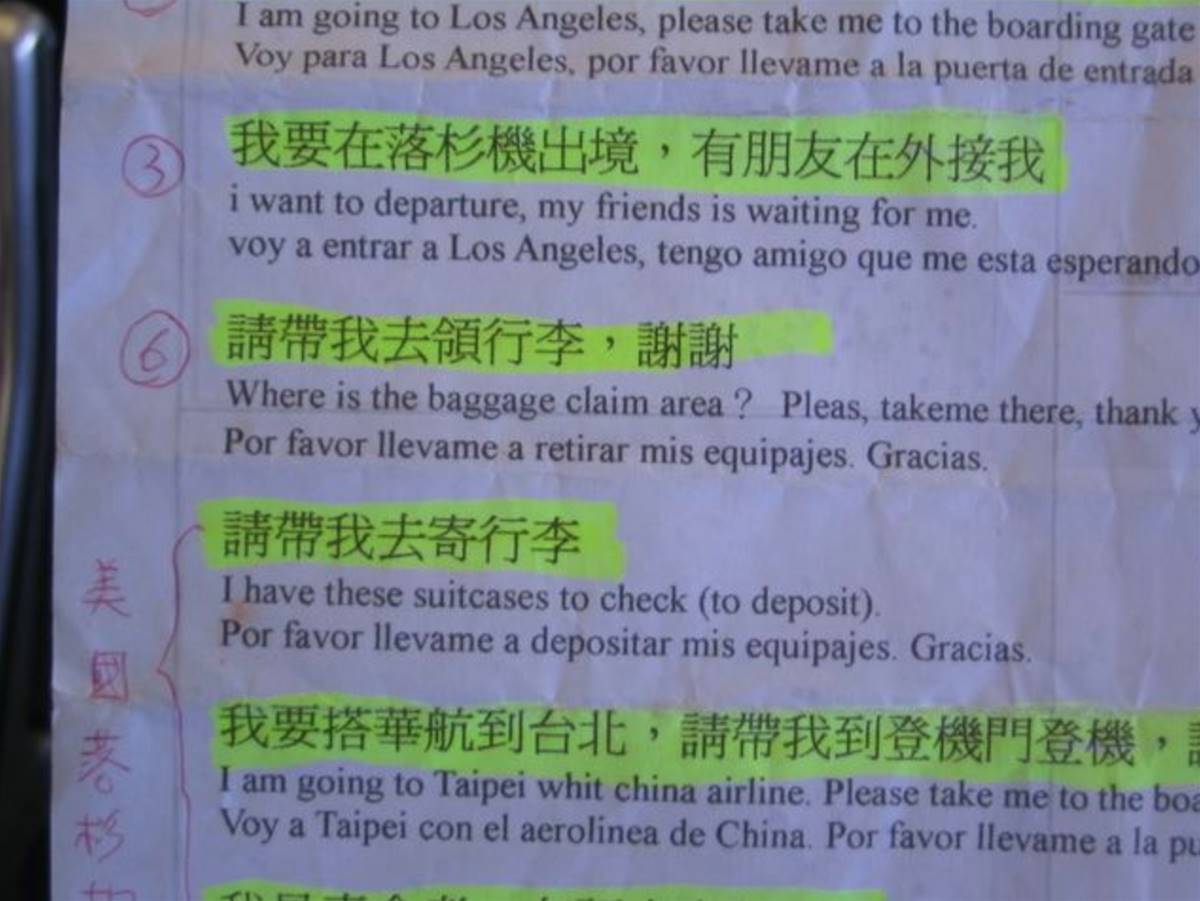 I am going to Los Angeles, please take me to the boarding gate
Voy para Los Angeles, por favor llevame a la puerta de entrada
③
我要在落杉機出境,有朋友在外接我
i want to departure, my friends is waiting for me.
voy a entrar a Los Angeles, tengo amigo que me esta esperando
⑥
請帶我去領行李,謝謝
Where is the baggage claim area? Pleas, takeme there, thank y
Por favor llevame a retirar mis equipajes. Gracias.
請帶我去寄行李
I have these suitcases to check (to deposit).
Por favor llevame a depositar mis equipajes. Gracias.
我要搭華航到台北,請帶我到登機門登機,
I am going to Taipei whit china airline. Please take me to the boa
Voy a Taipei con el aerolinea de China. Por favor llevame a la pu
美國落杉